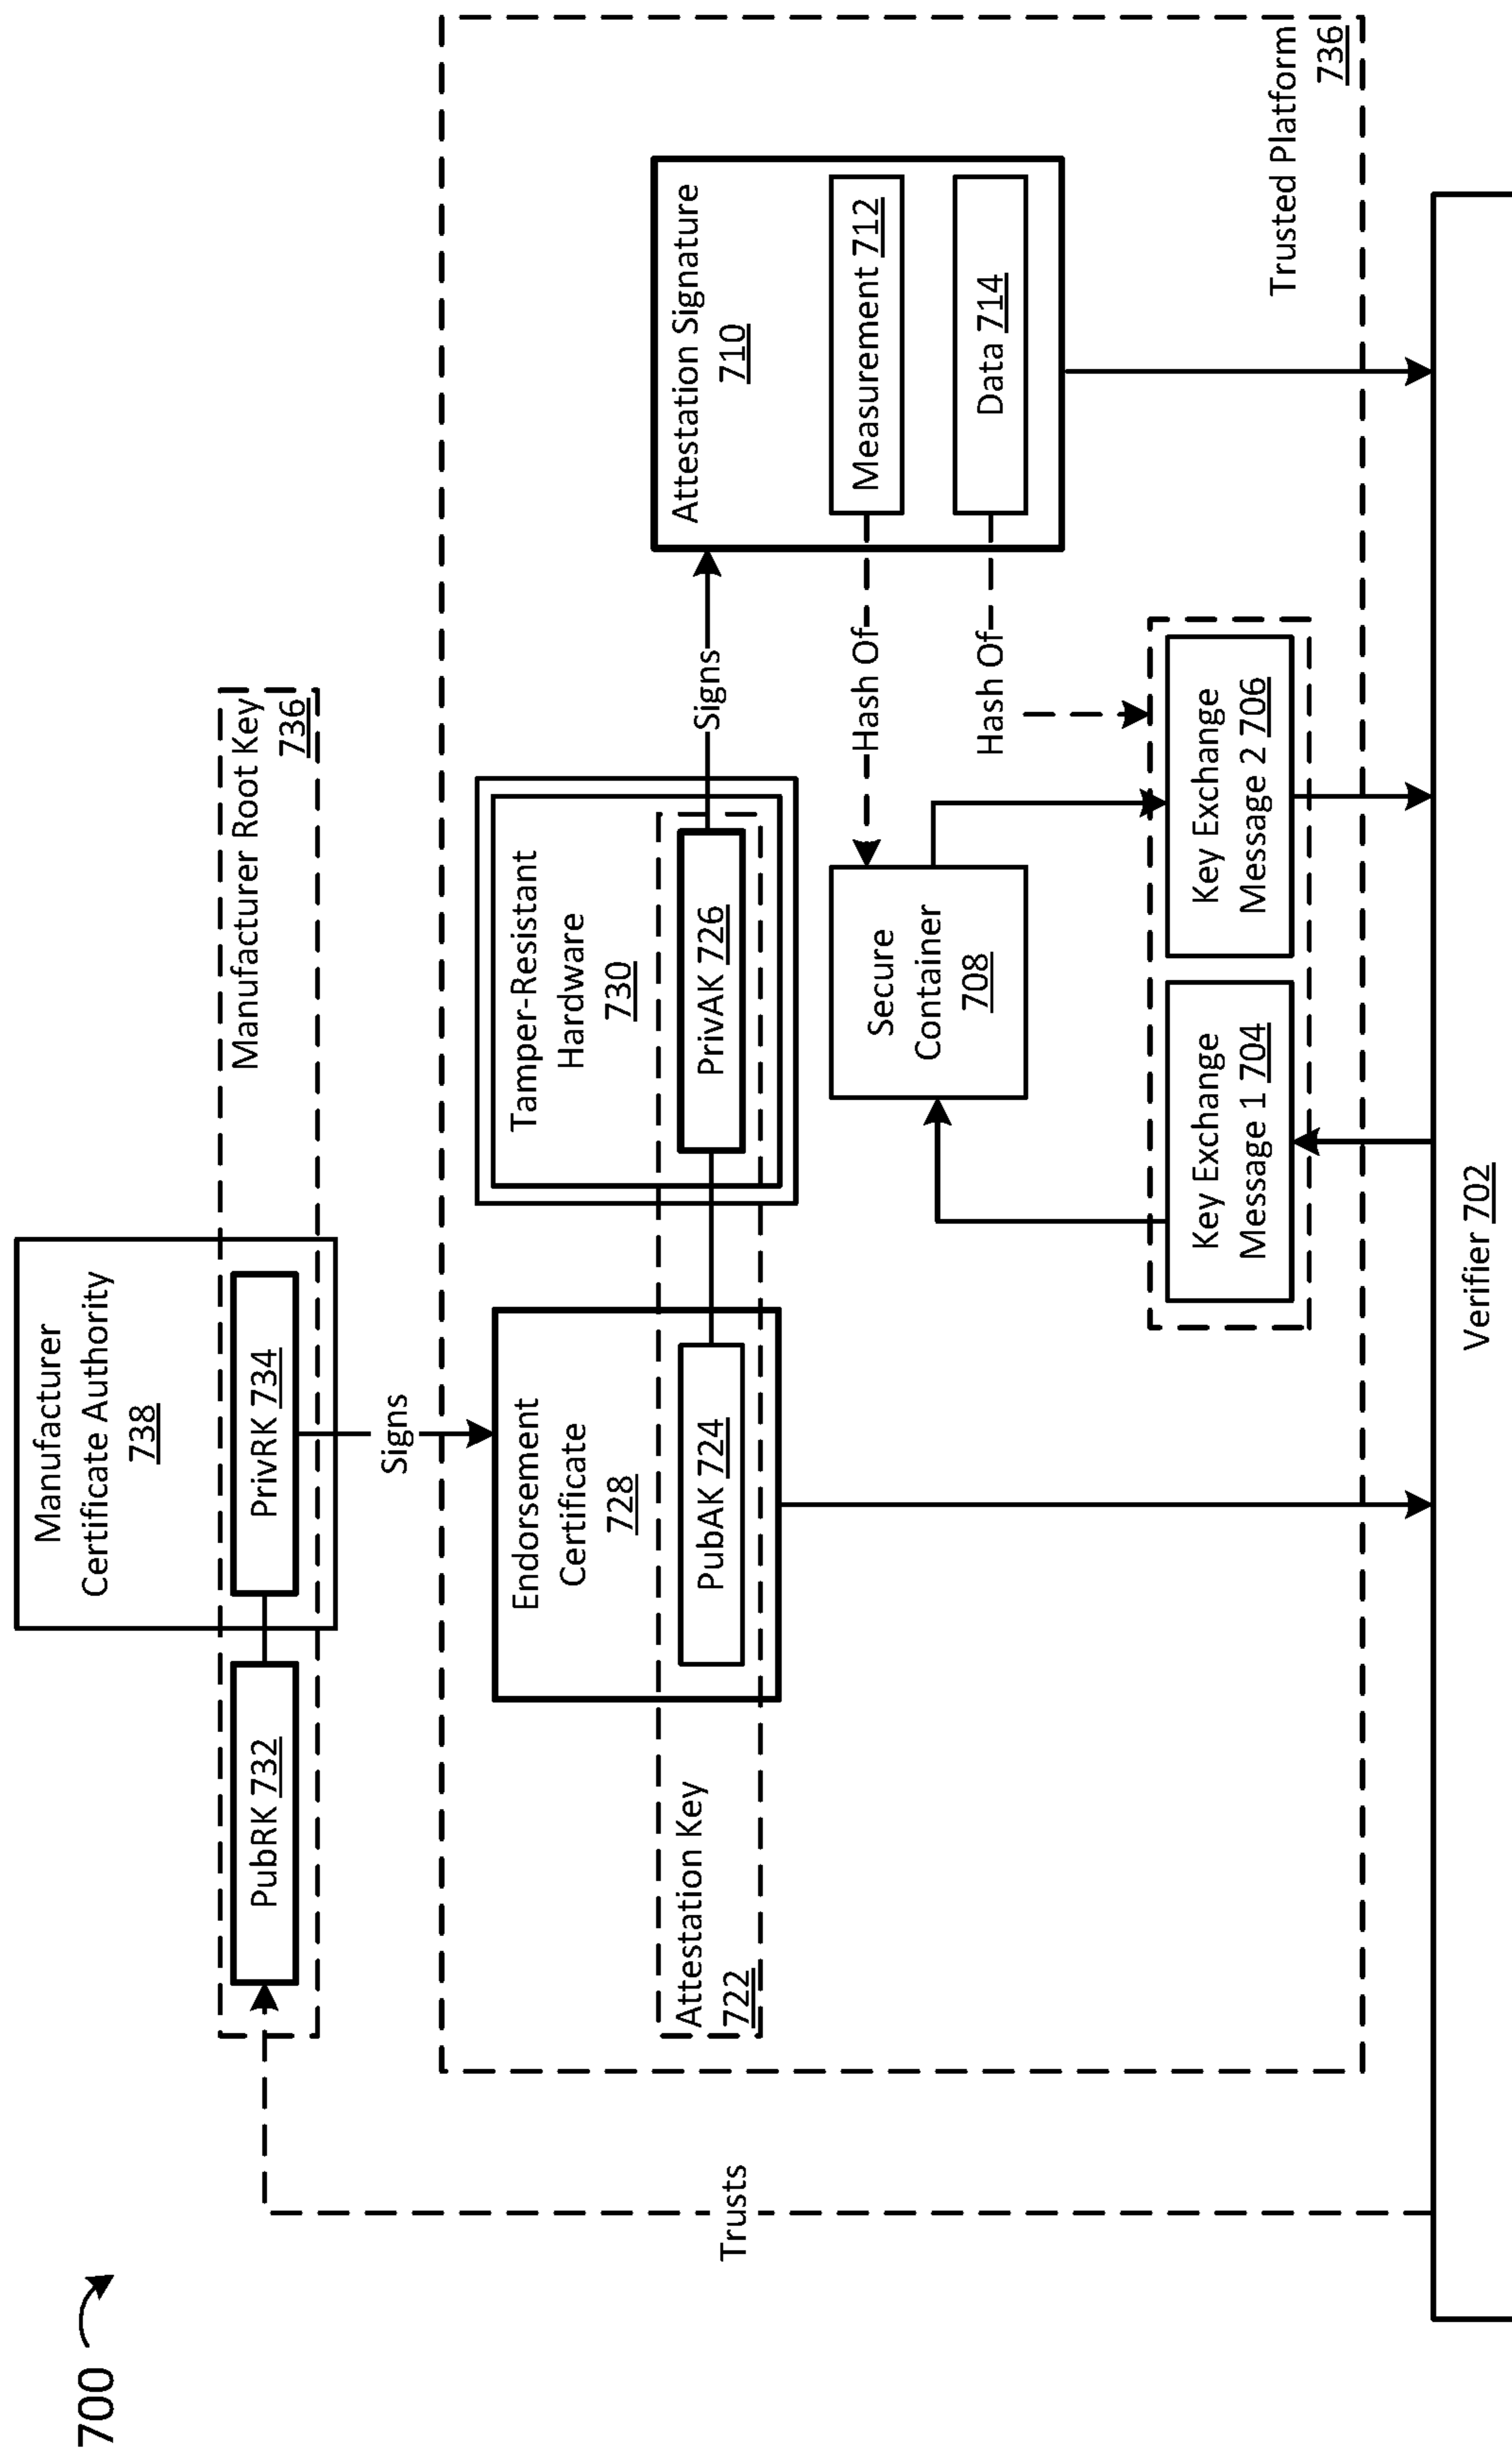 700
Manufacturer
Certificate Authority
738
PubRK 732
PrivRK 734
Manufacturer Root Key
736
Signs
Trusts
Endorsement
Certificate
728
PubAK 724
Attestation Key
722
Tamper-Resistant
Hardware
730
PrivAK 726
Signs
Attestation Signature
710
Measurement 712
Data 714
Hash Of
Hash Of
Secure
Container
708
Key Exchange
Message 1 704
Key Exchange
Message 2 706
Trusted Platform
736
Verifier 702